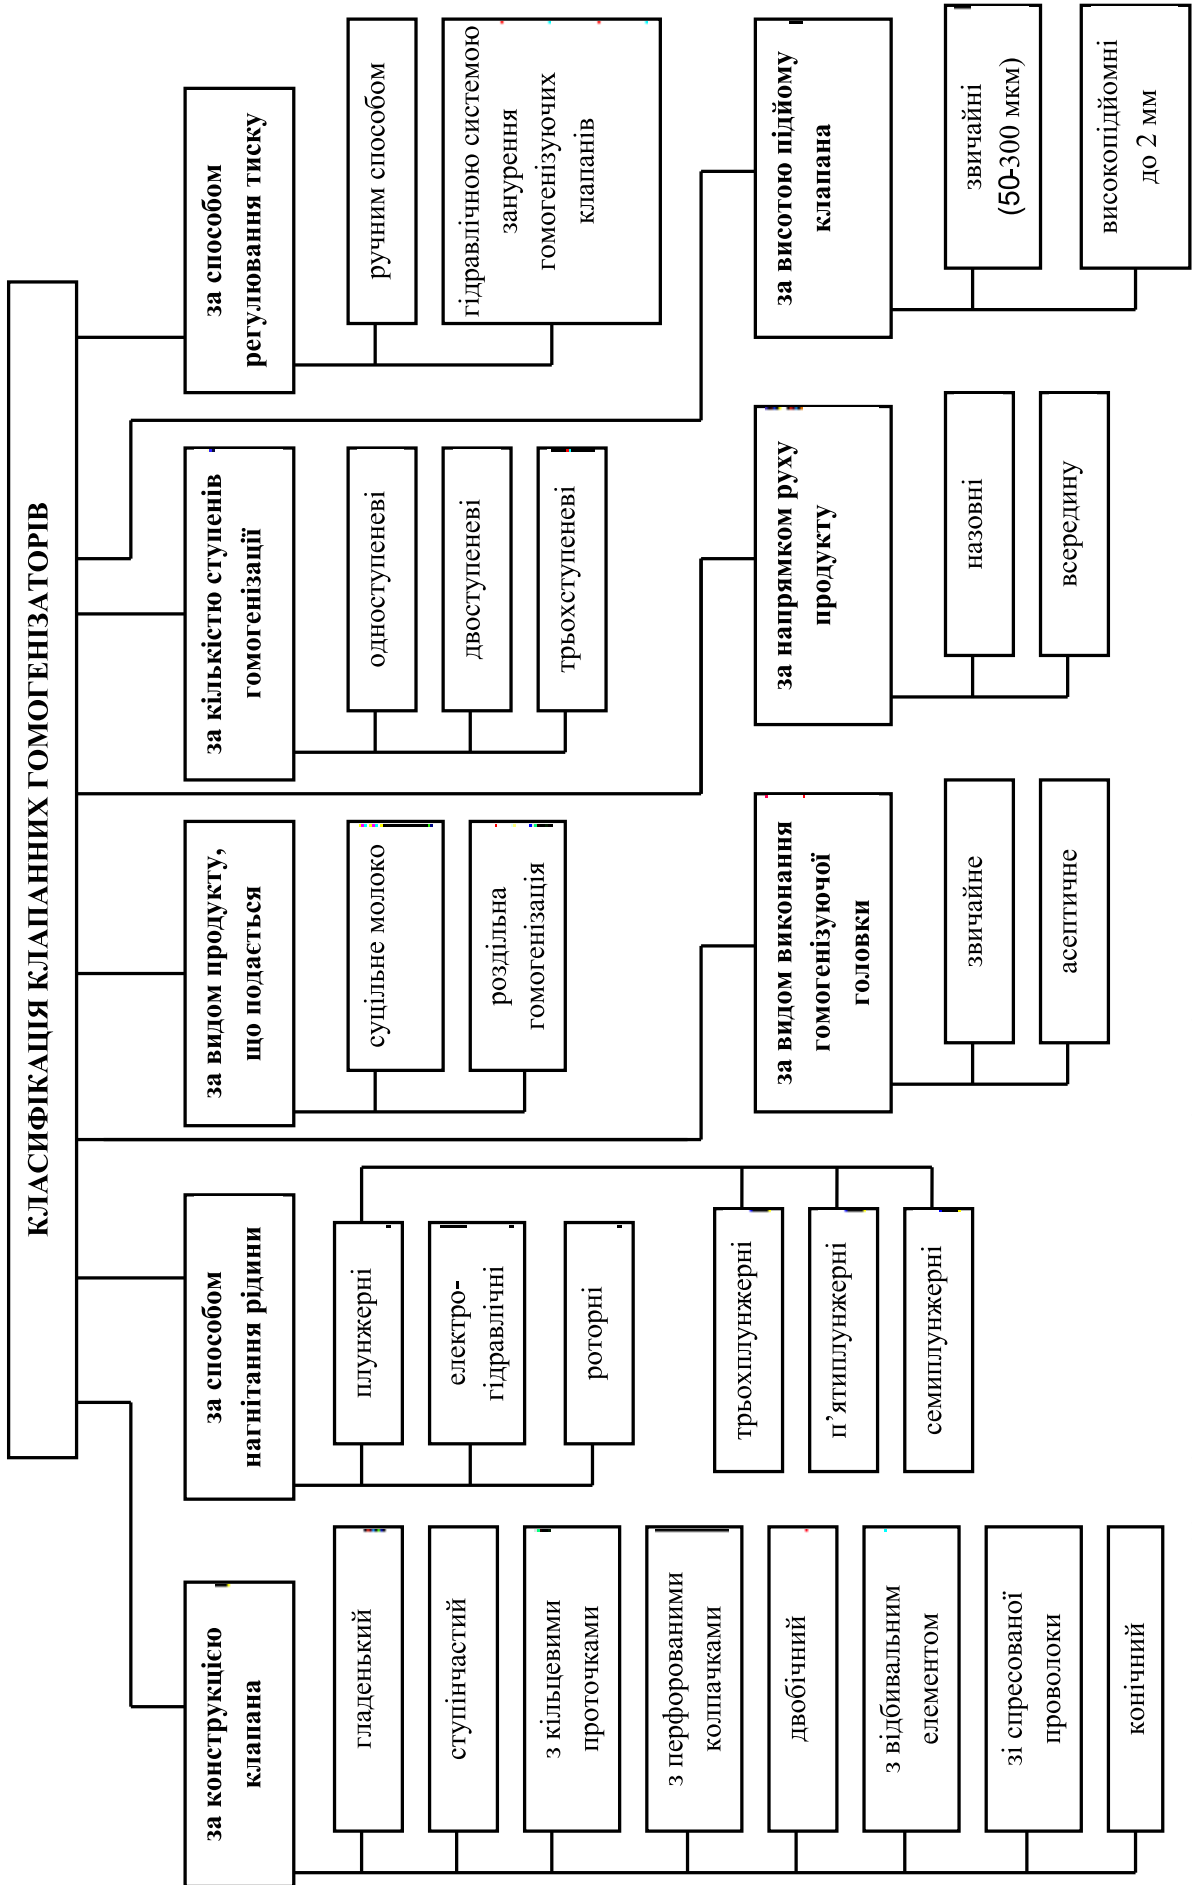 КЛАСИФІКАЦІЯ КЛАПАННИХ ГОМОГЕНІЗАТОРІВ
за конструкцією
клапана
гладенький
ступінчастий
з кільцевими
проточками
з перфорованими
колпачками
двобічний
з відбивальним
елементом
зі спресованої
проволоки
конічний
за способом
нагнітання рідини
плунжерні
електро-
гідравлічні
роторні
трьохплунжерні
п’ятиплунжерні
семиплунжерні
за видом продукту,
що подається
суцільне молоко
роздільна
гомогенізація
за кількістю ступенів
гомогенізації
одноступеневі
двоступеневі
трьохступеневі
за способом
регулювання тиску
ручним способом
гідравлічною системою
занурення
гомогенізуючих
клапанів
за видом виконання
гомогенізуючої
головки
звичайне
асептичне
за напрямком руху
продукту
назовні
всередину
за висотою підйому
клапана
звичайні
(50-300 мкм)
високопідйомні
до 2 мм